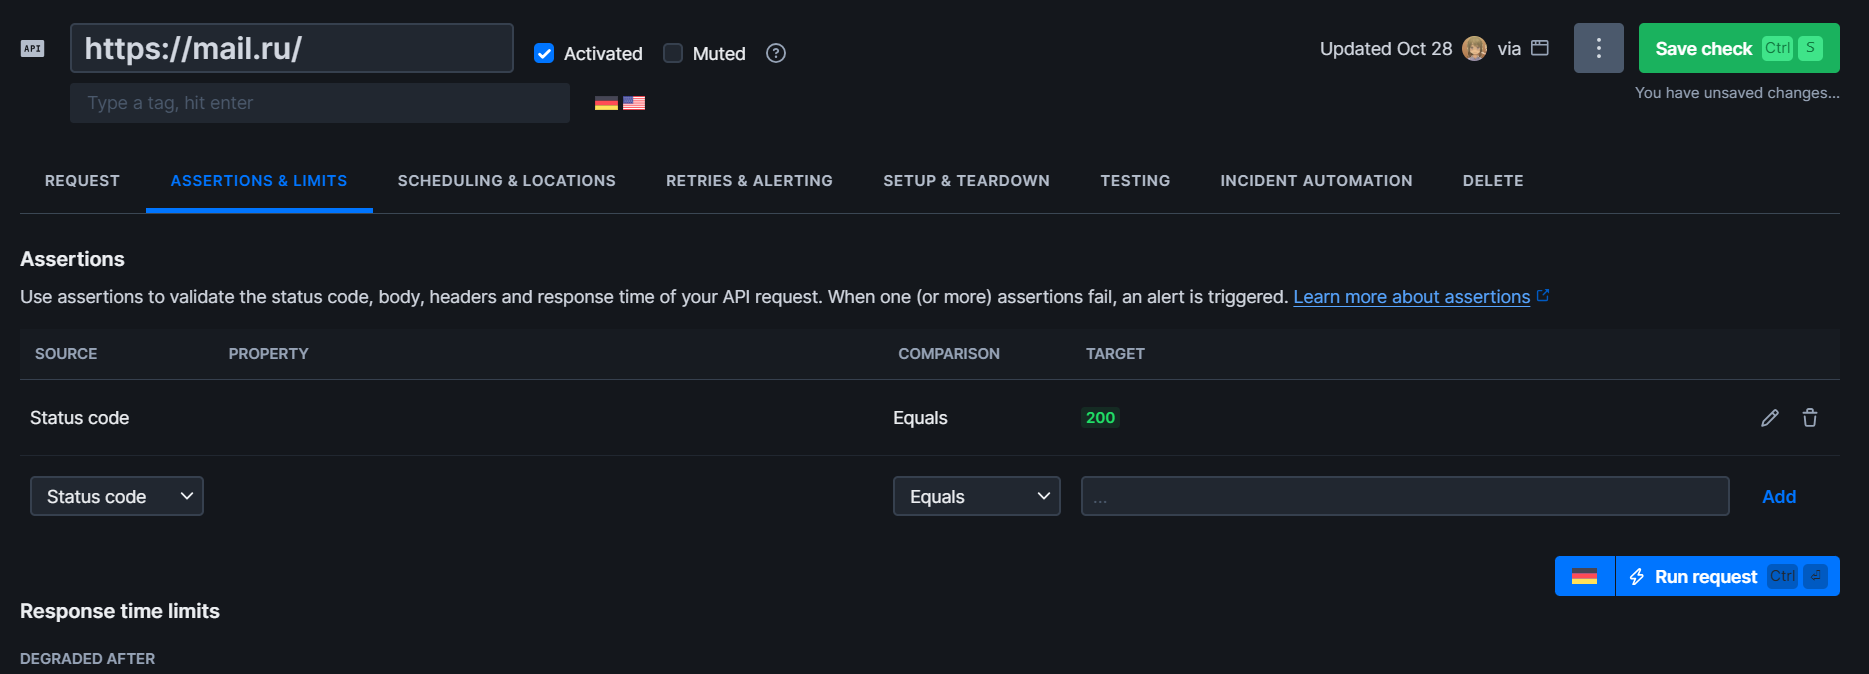 API
https://mail.ru/
Activated
Muted
?
Updated Oct 28
via
Save check Ctrl S
You have unsaved changes...
Type a tag, hit enter
REQUEST
ASSERTIONS & LIMITS
SCHEDULING & LOCATIONS
RETRIES & ALERTING
SETUP & TEARDOWN
TESTING
INCIDENT AUTOMATION
DELETE
Assertions
Use assertions to validate the status code, body, headers and response time of your API request. When one (or more) assertions fail, an alert is triggered. Learn more about assertions
SOURCE PROPERTY COMPARISON TARGET
Status code Equals 200
Status code Equals ... Add
Run request Ctrl ⏎
Response time limits
DEGRADED AFTER